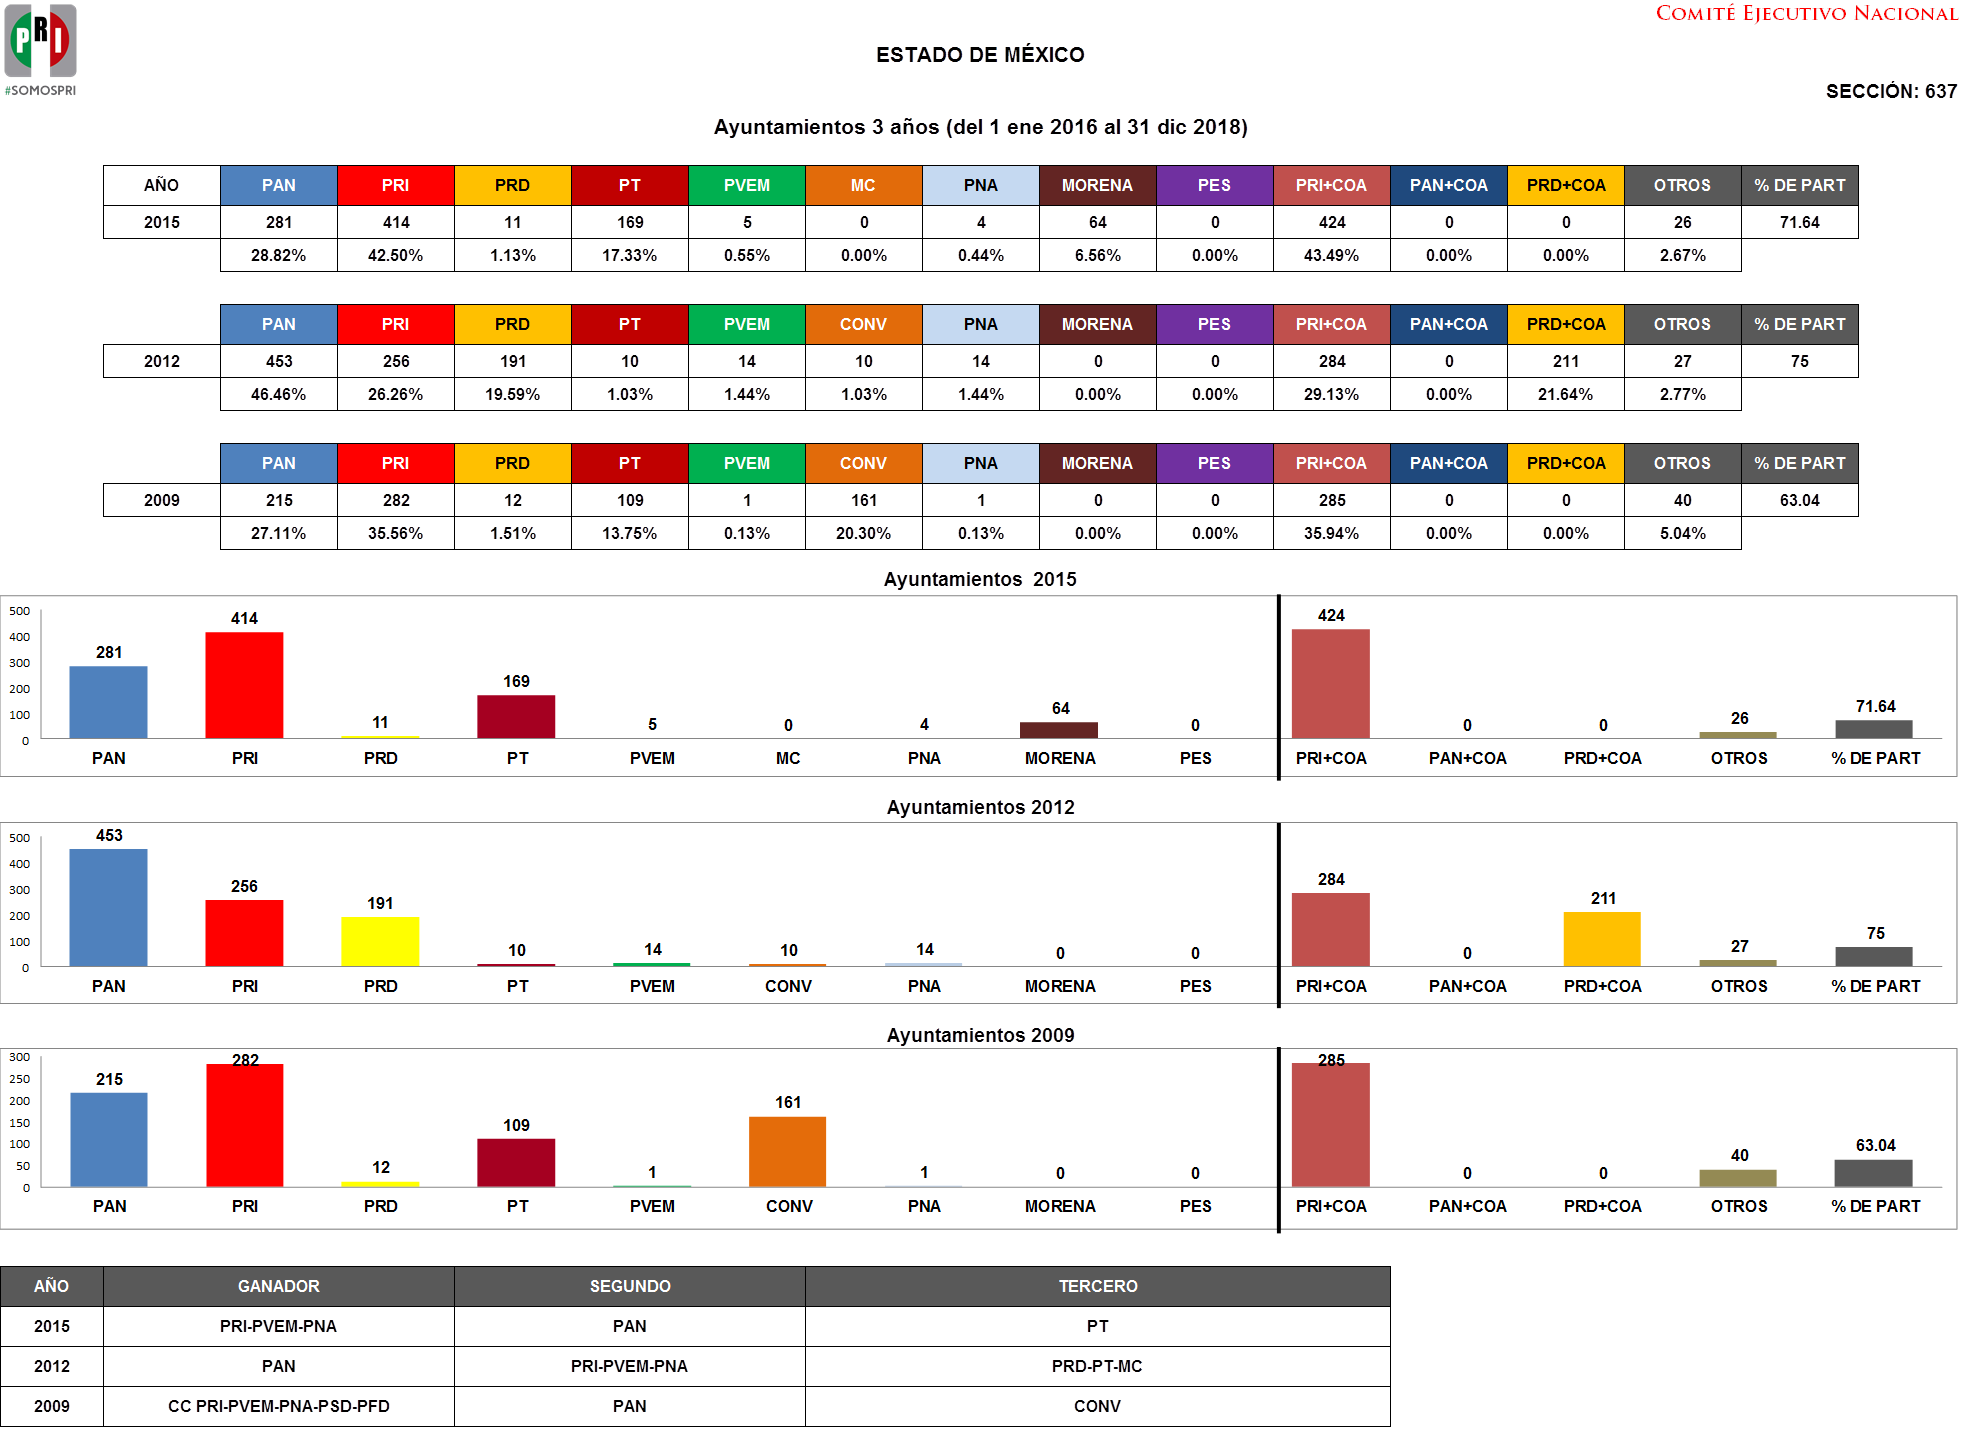 PRI
#SOMOSPRI
COMITÉ EJECUTIVO NACIONAL
ESTADO DE MÉXICO
SECCIÓN: 637
Ayuntamientos 3 años (del 1 ene 2016 al 31 dic 2018)
AÑO PAN PRI PRD PT PVEM MC PNA MORENA PES PRI+COA PAN+COA PRD+COA OTROS % DE PART
2015 281 414 11 169 5 0 4 64 0 424 0 0 26 71.64
28.82% 42.50% 1.13% 17.33% 0.55% 0.00% 0.44% 6.56% 0.00% 43.49% 0.00% 0.00% 2.67%
PAN PRI PRD PT PVEM CONV PNA MORENA PES PRI+COA PAN+COA PRD+COA OTROS % DE PART
2012 453 256 191 10 14 10 14 0 0 284 0 211 27 75
46.46% 26.26% 19.59% 1.03% 1.44% 1.03% 1.44% 0.00% 0.00% 29.13% 0.00% 21.64% 2.77%
PAN PRI PRD PT PVEM CONV PNA MORENA PES PRI+COA PAN+COA PRD+COA OTROS % DE PART
2009 215 282 12 109 1 161 1 0 0 285 0 0 40 63.04
27.11% 35.56% 1.51% 13.75% 0.13% 20.30% 0.13% 0.00% 0.00% 35.94% 0.00% 0.00% 5.04%
Ayuntamientos 2015
500
400
300
200
100
0
281 414 11 169 5 0 4 64 0 424 0 0 26 71.64
PAN PRI PRD PT PVEM MC PNA MORENA PES PRI+COA PAN+COA PRD+COA OTROS % DE PART
Ayuntamientos 2012
500
400
300
200
100
0
453 256 191 10 14 10 14 0 0 284 0 211 27 75
PAN PRI PRD PT PVEM CONV PNA MORENA PES PRI+COA PAN+COA PRD+COA OTROS % DE PART
Ayuntamientos 2009
300
250
200
150
100
50
0
215 282 12 109 1 161 1 0 0 285 0 0 40 63.04
PAN PRI PRD PT PVEM CONV PNA MORENA PES PRI+COA PAN+COA PRD+COA OTROS % DE PART
AÑO GANADOR SEGUNDO TERCERO
2015 PRI-PVEM-PNA PAN PT
2012 PAN PRI-PVEM-PNA PRD-PT-MC
2009 CC PRI-PVEM-PNA-PSD-PFD PAN CONV